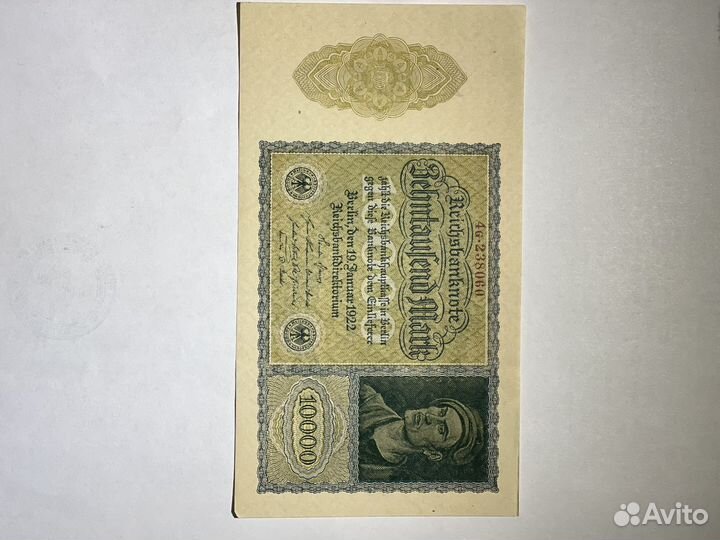 Reichsbanknote
4G·238060
Zehntausend Mark
zahlt die Reichsbankhauptkasse in Berlin
gegen diese Banknote dem Einlieferer
Berlin, den 19. Januar 1922
Reichsbankdirektorium
10000
Avito